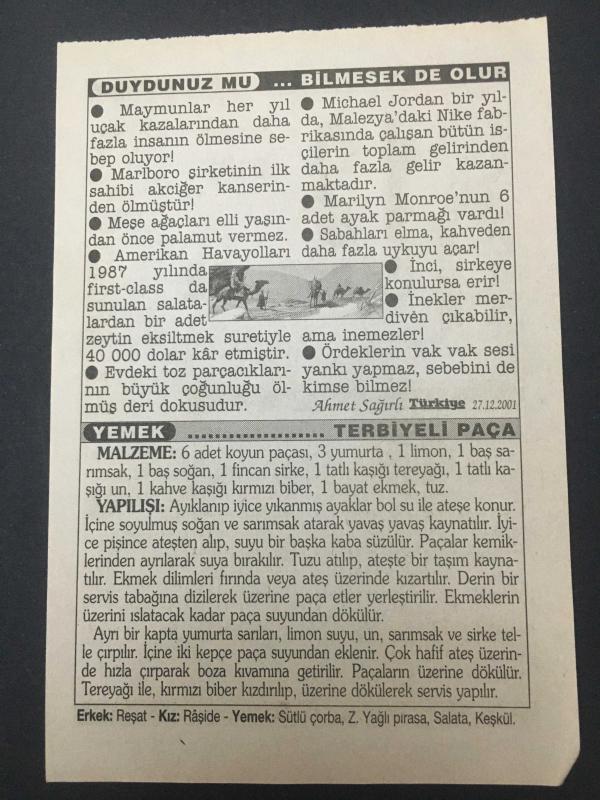 DUYDUNUZ MU ... BİLMESEK DE OLUR
● Maymunlar her yıl
uçak kazalarından daha
fazla insanın ölmesine se-
bep oluyor!
● Marlboro şirketinin ilk
sahibi akciğer kanserin-
den ölmüştür!
● Meşe ağaçları elli yaşın-
dan önce palamut vermez.
● Amerikan Havayolları
1987 yılında
first-class da
sunulan salata-
lardan bir adet
zeytin eksiltmek suretiyle
40 000 dolar kâr etmiştir.
● Evdeki toz parçacıkları-
nın büyük çoğunluğu öl-
müş deri dokusudur.
● Michael Jordan bir yıl-
da, Malezya'daki Nike fab-
rikasında çalışan bütün is-
çilerin toplam gelirinden
daha fazla gelir kazan-
maktadır.
● Marilyn Monroe'nun 6
adet ayak parmağı vardı!
● Sabahları elma, kahveden
daha fazla uykuyu açar!
● İnci, sirkeye
konulursa erir!
● İnekler mer-
divên çıkabilir,
ama inemezler!
● Ördeklerin vak vak sesi
yankı yapmaz, sebebini de
kimse bilmez!
Ahmet Sağırlı Türkiye 27.12.2001
YEMEK ........................ TERBİYELİ PAÇA
MALZEME: 6 adet koyun paçası, 3 yumurta , 1 limon, 1 baş sa-
rımsak, 1 baş soğan, 1 fincan sirke, 1 tatlı kaşığı tereyağı, 1 tatlı ka-
şığı un, 1 kahve kaşığı kırmızı biber, 1 bayat ekmek, tuz.
YAPILIŞI: Ayıklanıp iyice yıkanmış ayaklar bol su ile ateşe konur.
İçine soyulmuş soğan ve sarımsak atarak yavaş yavaş kaynatılır. İyi-
ce pişince ateşten alıp, suyu bir başka kaba süzülür. Paçalar kemik-
lerinden ayrılarak suya bırakılır. Tuzu atılıp, ateşte bir taşım kayna-
tılır. Ekmek dilimleri fırında veya ateş üzerinde kızartılır. Derin bir
servis tabağına dizilerek üzerine paça etler yerleştirilir. Ekmeklerin
üzerini ıslatacak kadar paça suyundan dökülür.
Ayrı bir kapta yumurta sarıları, limon suyu, un, sarımsak ve sirke tel-
le çırpılır. İçine iki kepçe paça suyundan eklenir. Çok hafif ateş üzerin-
de hızla çırparak boza kıvamına getirilir. Paçaların üzerine dökülür.
Tereyağı ile, kırmızı biber kızdırılıp, üzerine dökülerek servis yapılır.
Erkek: Reşat - Kız: Râşide - Yemek: Sütlü çorba, Z. Yağlı pırasa, Salata, Keşkül.